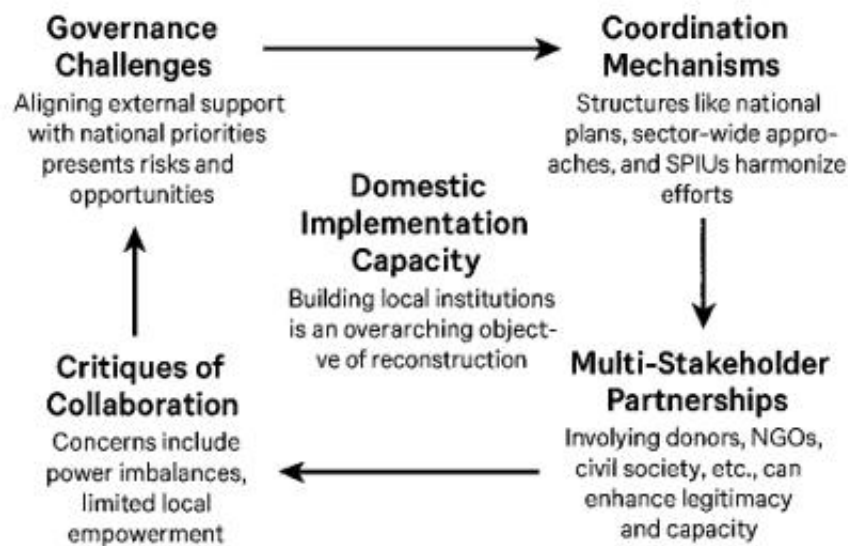 Governance
Challenges
Aligning external support
with national priorities
presents risks and
opportunities
Coordination
Mechanisms
Structures like national
plans, sector-wide appro-
aches, and SPIUs harmonize
efforts
Domestic
Implementation
Capacity
Building local institutions
is an overarching object-
ve of reconstruction
Critiques of
Collaboration
Concerns include
power imbalances,
limited local
empowerment
Multi-Stakeholder
Partnerships
Involving donors, NGOs,
civil society, etc., can
enhance legitimacy
and capacity